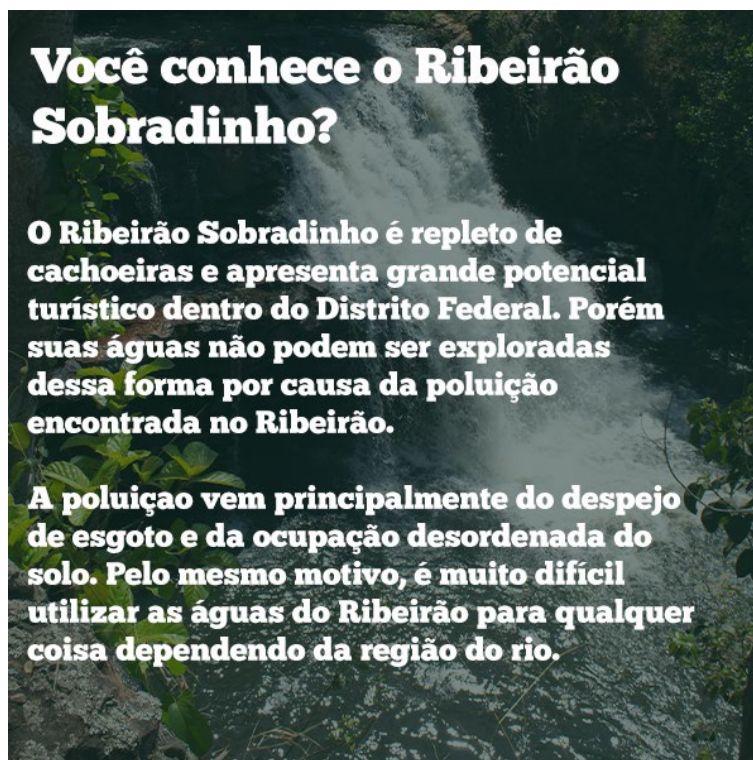 Você conhece o Ribeirão
Sobradinho?
O Ribeirão Sobradinho é repleto de
cachoeiras e apresenta grande potencial
turístico dentro do Distrito Federal. Porém
suas águas não podem ser exploradas
dessa forma por causa da poluição
encontrada no Ribeirão.
A poluiçao vem principalmente do despejo
de esgoto e da ocupação desordenada do
solo. Pelo mesmo motivo, é muito difícil
utilizar as águas do Ribeirão para qualquer
coisa dependendo da região do rio.